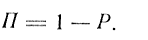 П = 1 − P.